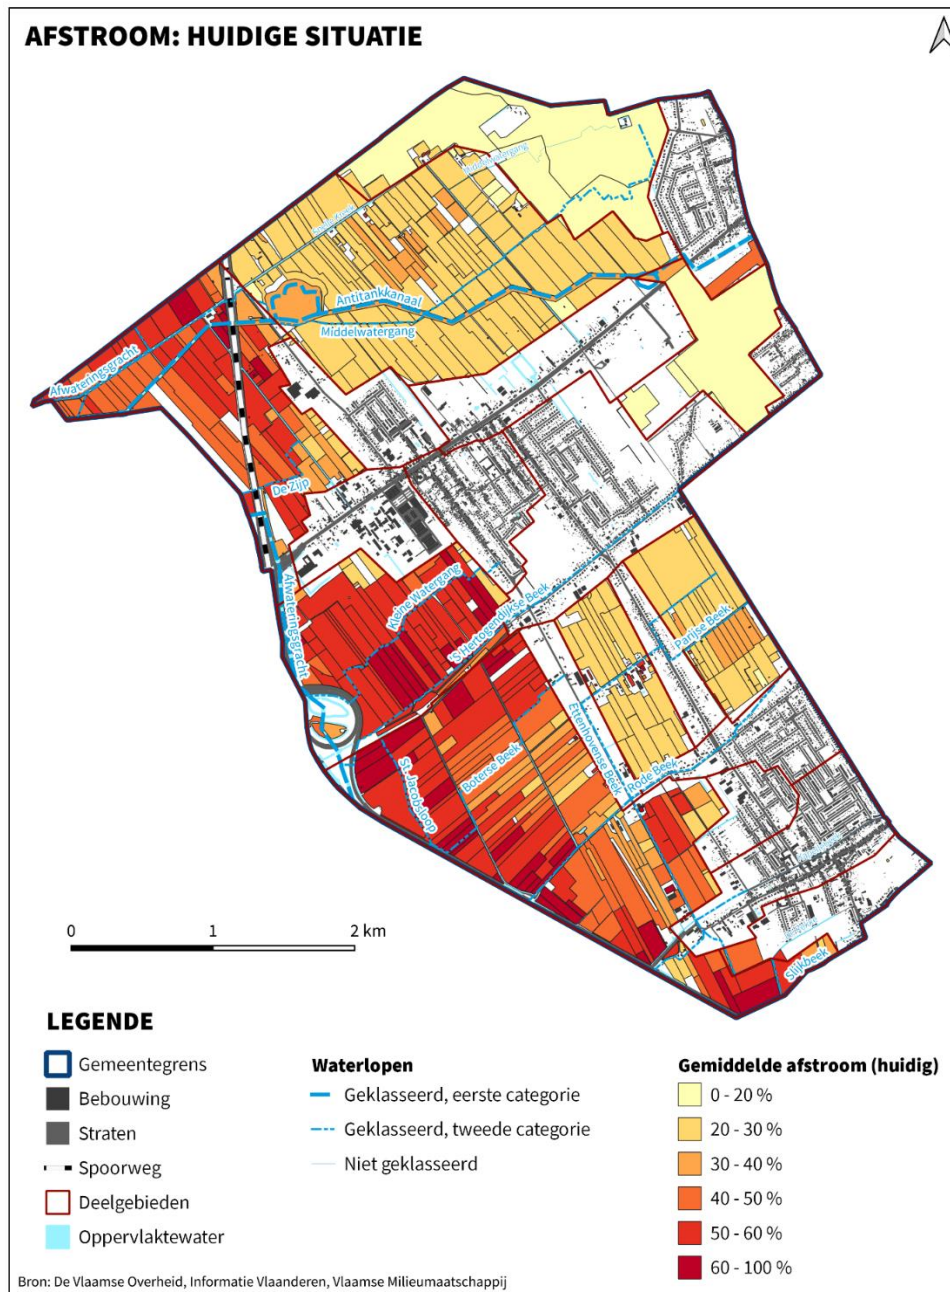 AFSTROOM: HUIDIGE SITUATIE
Middelwatergang
Antitankkanaal
Middelwatergang
Afwateringsgracht
De Zijp
Afwateringsgracht
Kleine Watergang
'S Hertogendijkse Beek
Parijse Beek
Ettenhovense Beek
Rode Beek
St. Jacobsloop
Boterse Beek
Slijkbeek
0 1 2 km
LEGENDE
Gemeentegrens
Bebouwing
Straten
Spoorweg
Deelgebieden
Oppervlaktewater
Waterlopen
Geklasseerd, eerste categorie
Geklasseerd, tweede categorie
Niet geklasseerd
Gemiddelde afstroom (huidig)
0 - 20 %
20 - 30 %
30 - 40 %
40 - 50 %
50 - 60 %
60 - 100 %
Bron: De Vlaamse Overheid, Informatie Vlaanderen, Vlaamse Milieumaatschappij